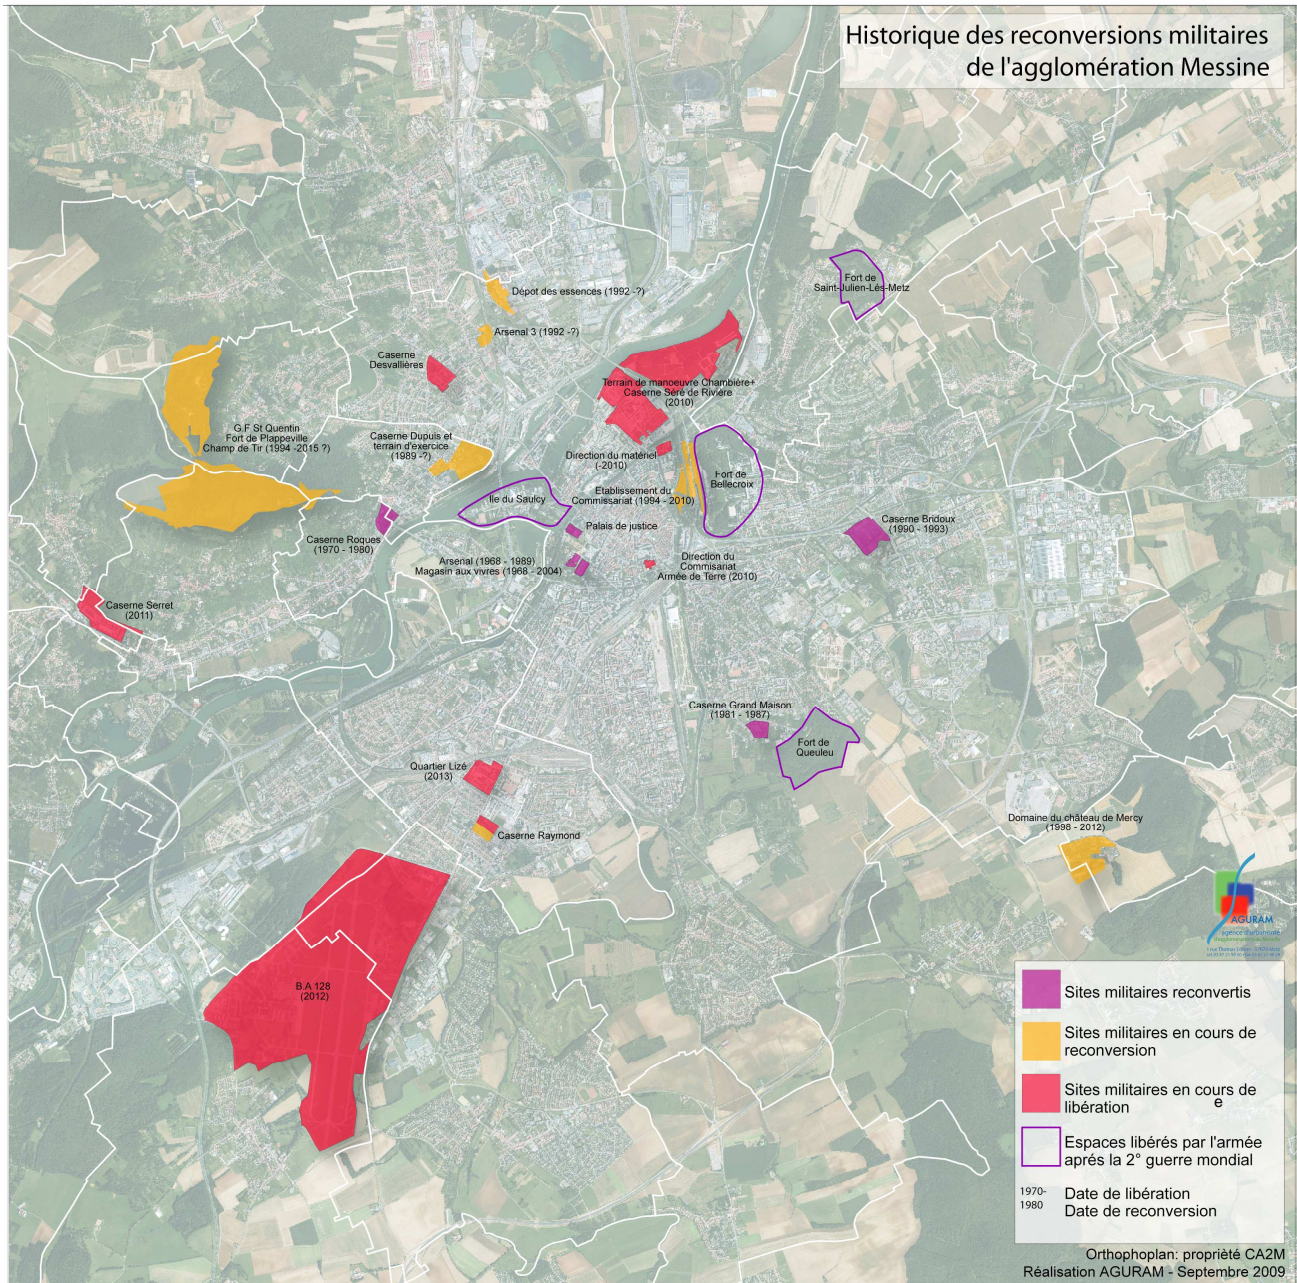 Historique des reconversions militaires
de l'agglomération Messine
Fort de
Saint-Julien-Lés-Metz
Dépot des essences (1992 -?)
Arsenal 3 (1992 -?)
Caserne
Desvallières
Terrain de manoeuvre Chambière+
Caserne Séré de Rivière
(2010)
G.F St Quentin
Fort de Plappeville
Champ de Tir (1994 -2015 ?)
Caserne Dupuis et
terrain d'éxercice
(1989 -?)
Direction du matériel
(-2010)
Fort de
Bellecroix
Ile du Saulcy
Etablissement du
Commissariat (1994 - 2010)
Palais de justice
Caserne Bridoux
(1990 - 1993)
Caserne Roques
(1970 - 1980)
Arsenal (1968 - 1989)
Magasin aux vivres (1968 - 2004)
Direction du
Commisariat
Armée de Terre (2010)
Caserne Serret
(2011)
Caserne Grand Maison
(1981 - 1987)
Fort de
Queuleu
Quartier Lizé
(2013)
Caserne Raymond
Domaine du château de Mercy
(1998 - 2012)
B.A 128
(2012)
AGURAM
agence d'urbanisme
Sites militaires reconvertis
Sites militaires en cours de
reconversion
Sites militaires en cours de
libération
e
Espaces libérés par l'armée
aprés la 2° guerre mondial
1970-
1980
Date de libération
Date de reconversion
Orthophoplan: propriètè CA2M
Réalisation AGURAM - Septembre 2009